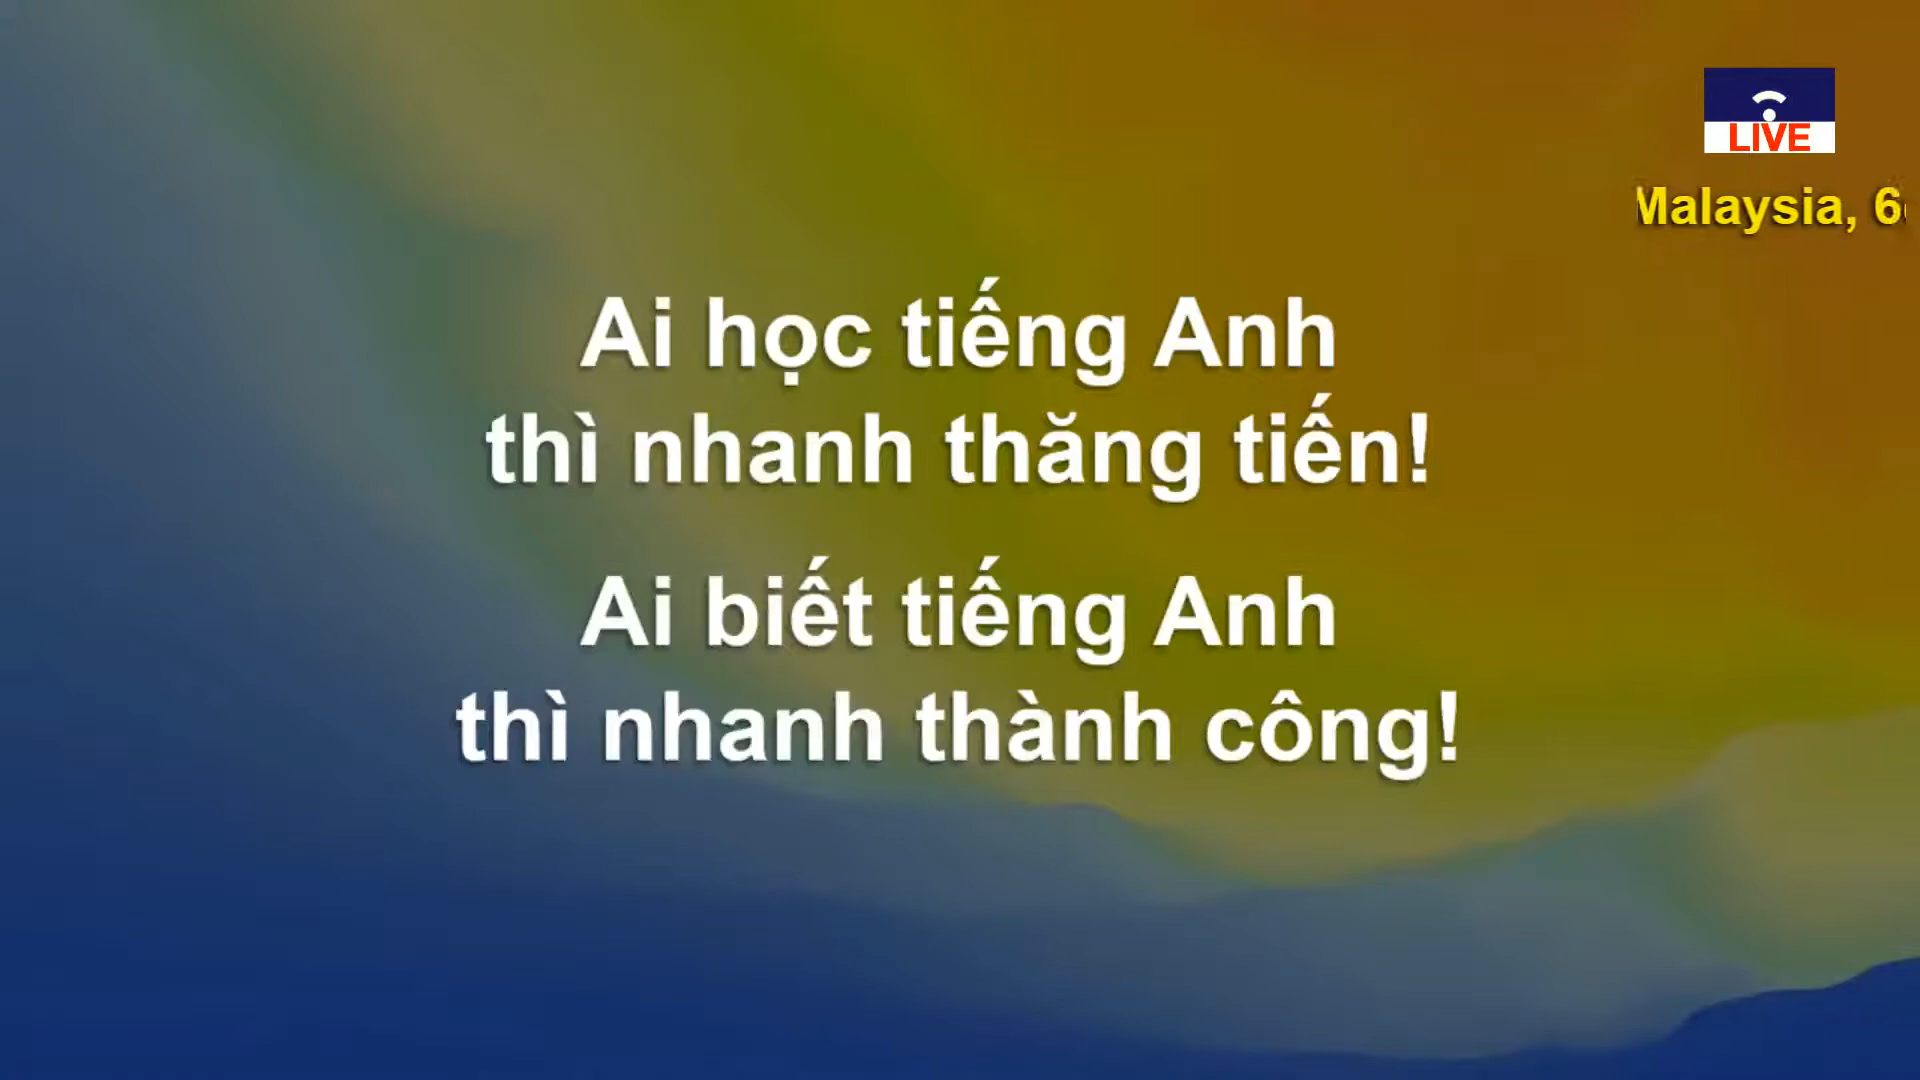 LIVE
Malaysia,
Ai học tiếng Anh
thì nhanh thăng tiến!
Ai biết tiếng Anh
thì nhanh thành công!